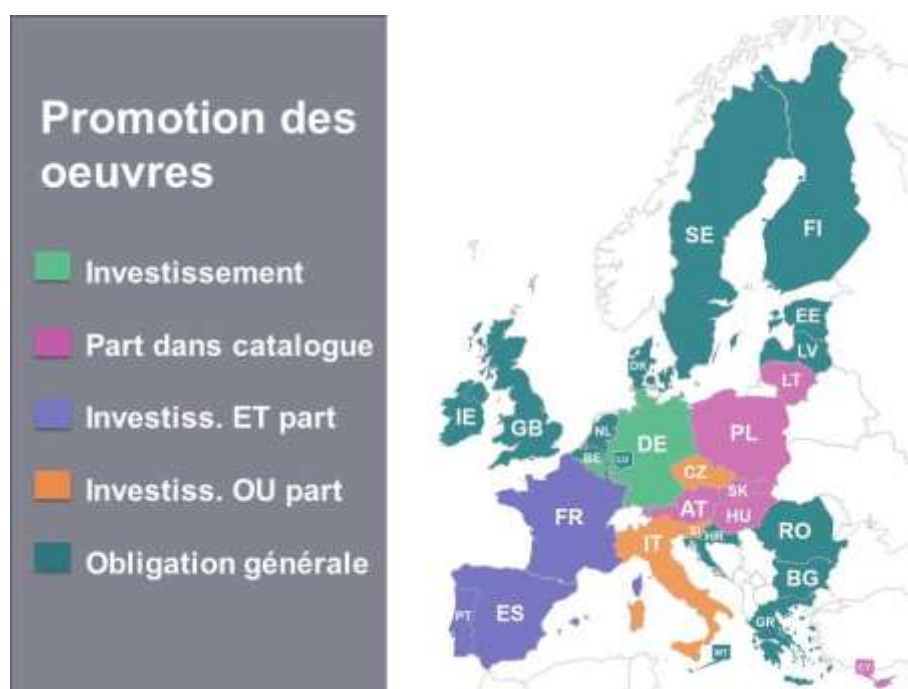 Promotion des
oeuvres
Investissement
Part dans catalogue
Investiss. ET part
Investiss. OU part
Obligation générale
SE
FI
EE
LV
LT
DK
IE
GB
NL
BE
LU
DE
PL
CZ
SK
AT
HU
FR
IT
SI
HR
RO
BG
PT
ES
GR
MT
CY